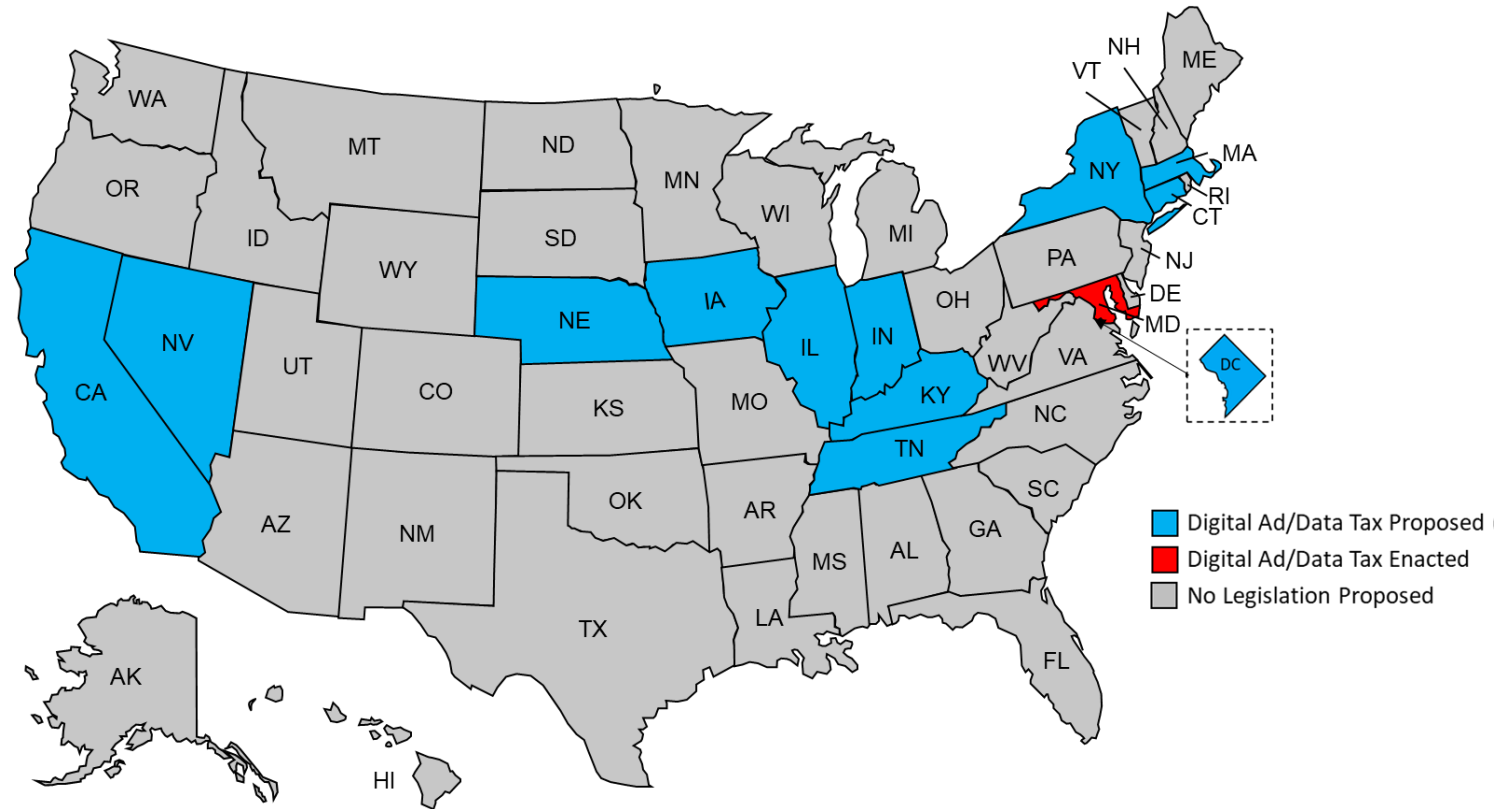 NH
ME
VT
WA
MT
ND
MN
OR
MA
NY
WI
RI
CT
ID
SD
MI
WY
PA
NJ
DE
OH
IA
NE
MD
NV
IL
IN
VA
WV
UT
DC
CA
CO
KY
MO
KS
NC
TN
SC
OK
AR
AZ
NM
GA
Digital Ad/Data Tax Proposed
Digital Ad/Data Tax Enacted
No Legislation Proposed
MS
AL
LA
TX
FL
AK
HI